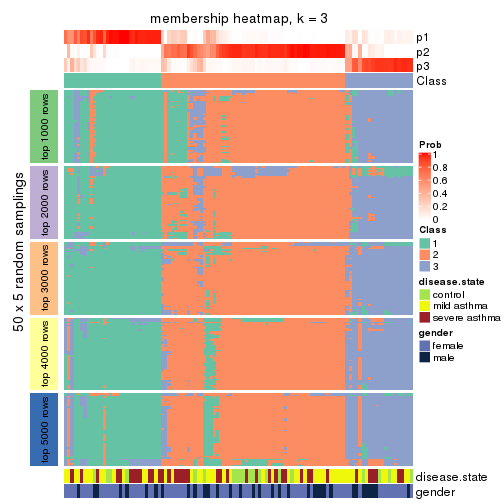 membership heatmap, k = 3
p1
p2
p3
Class
50 x 5 random samplings
top 1000 rows
top 2000 rows
top 3000 rows
top 4000 rows
top 5000 rows
Prob
1
0.8
0.6
0.4
0.2
0
Class
1
2
3
disease.state
control
mild asthma
severe asthma
gender
female
male
disease.state
gender